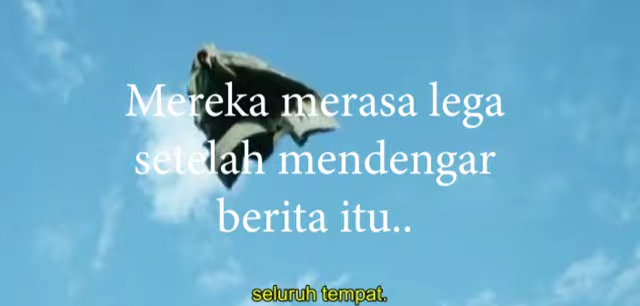 Mereka merasa lega
setelah mendengar
berita itu..
seluruh tempat.